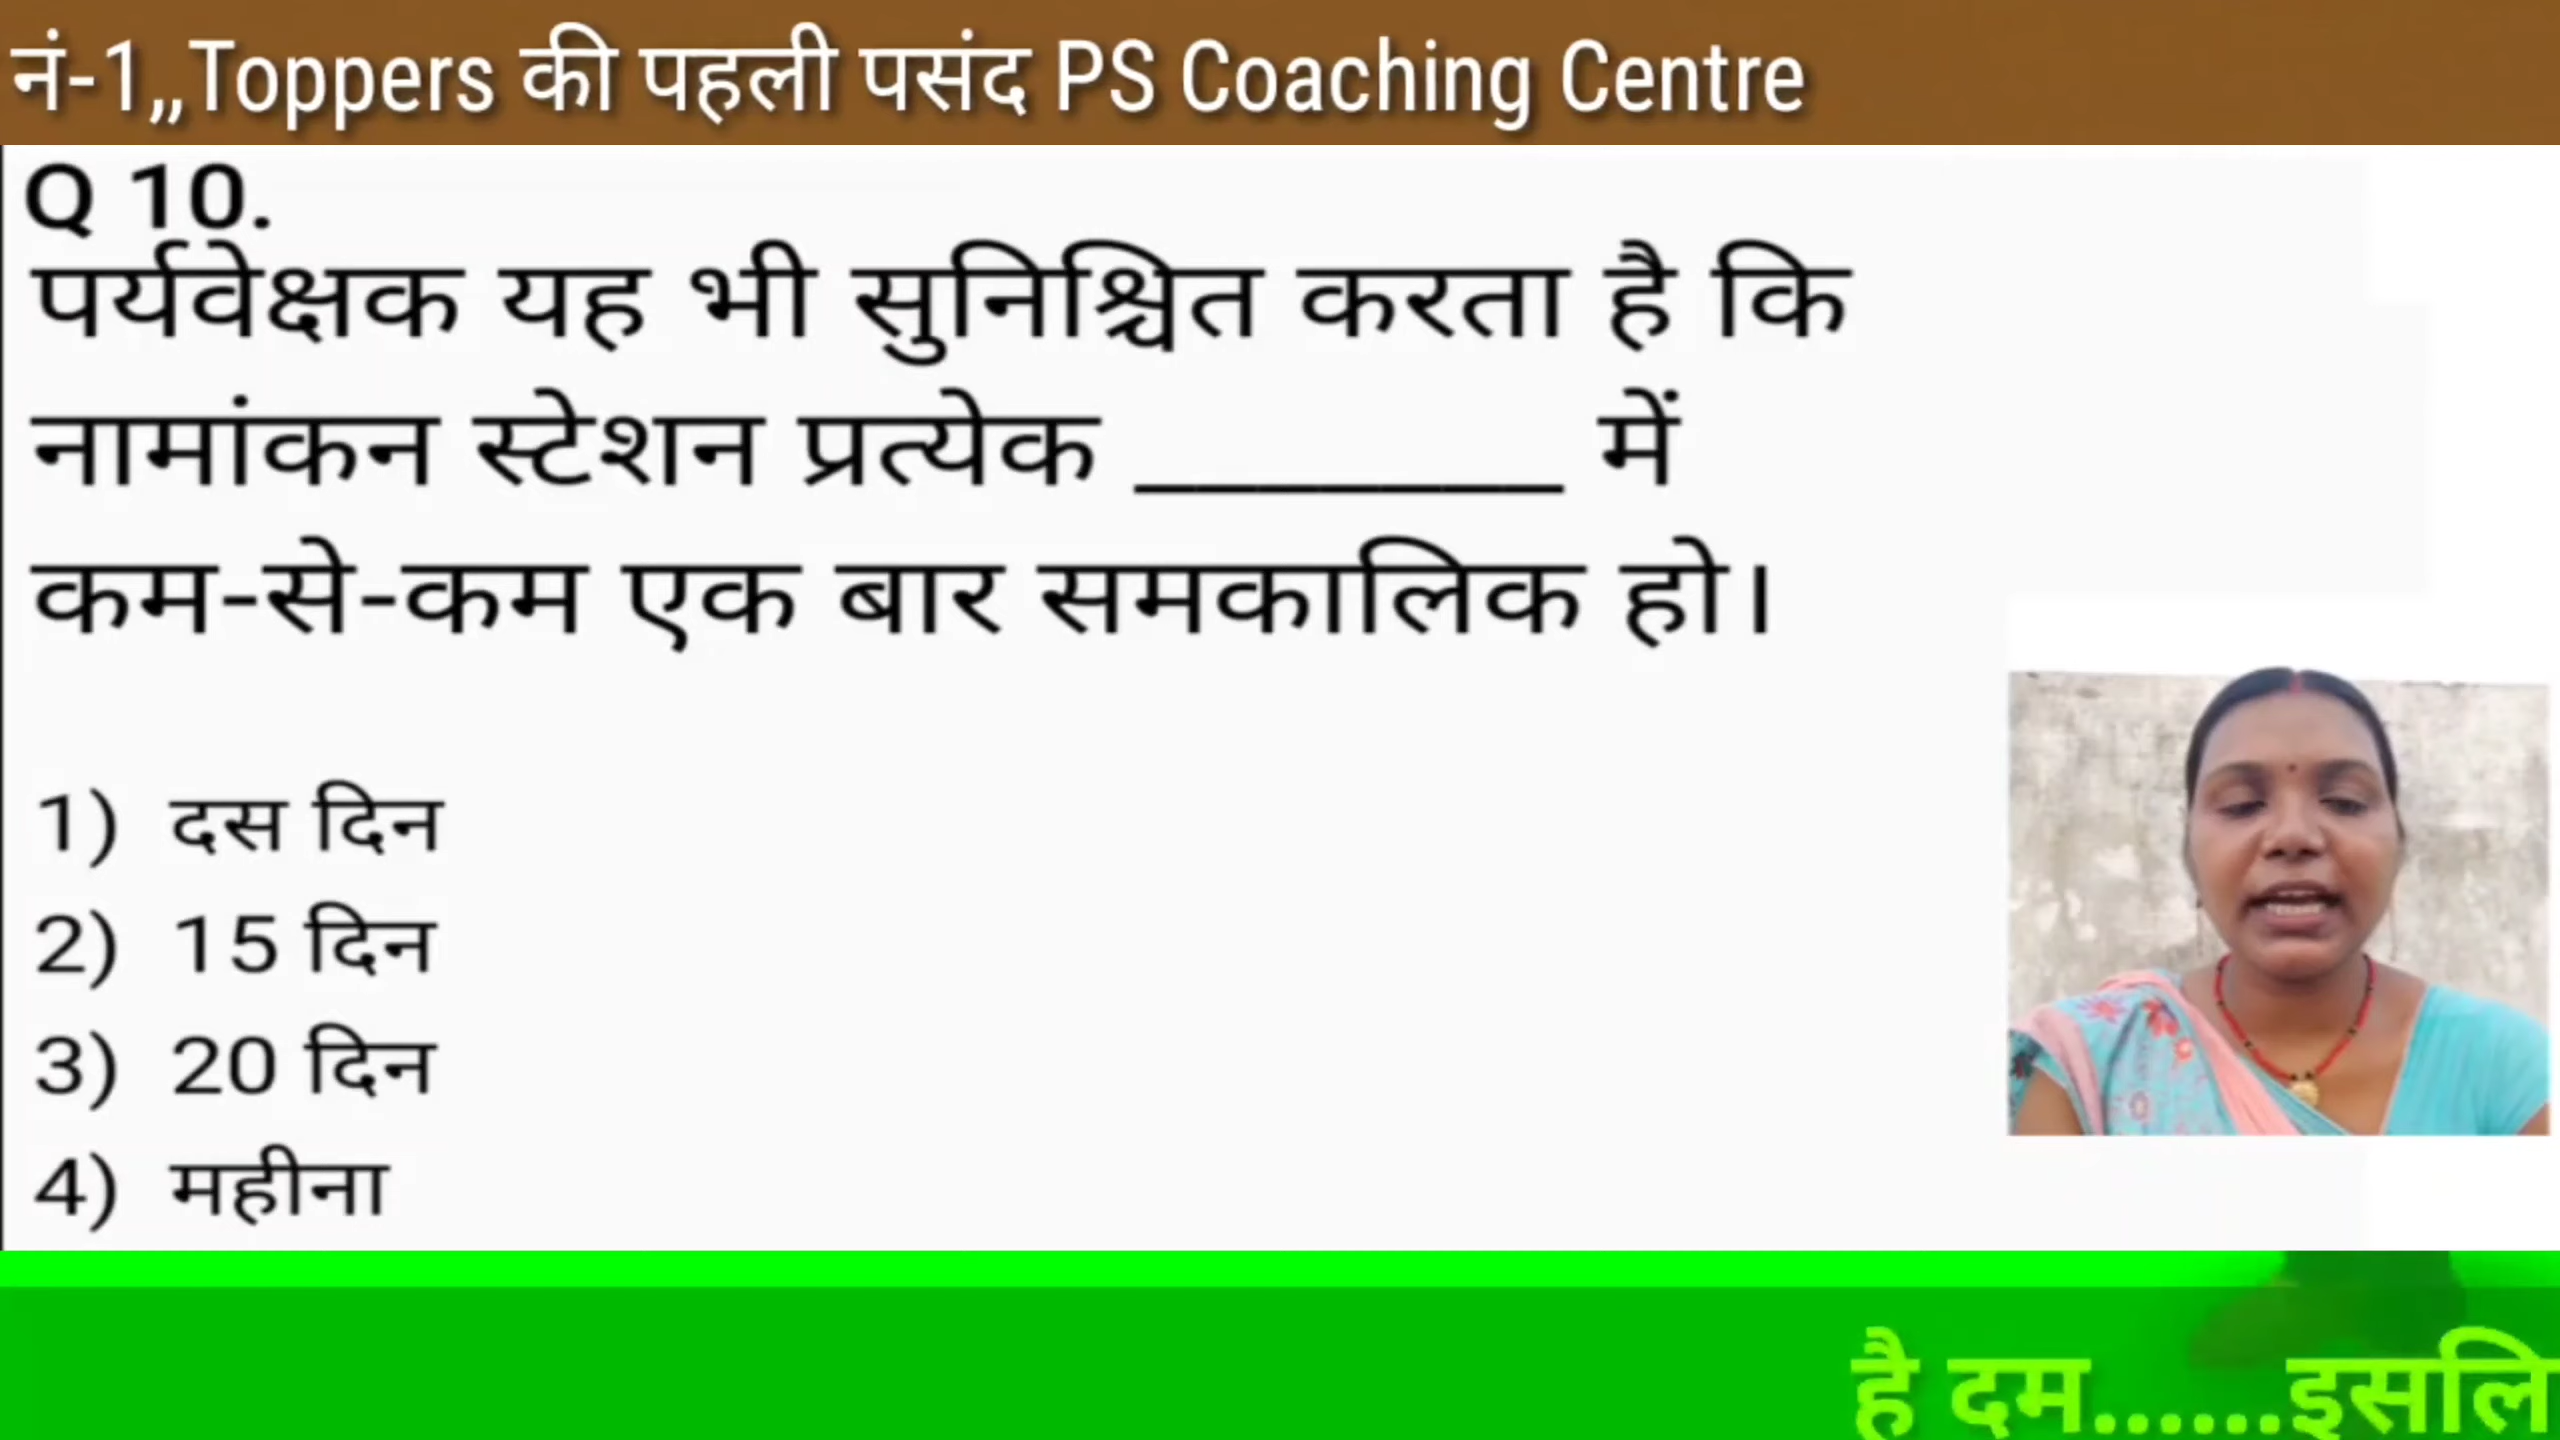 नं-1,,Toppers की पहली पसंद PS Coaching Centre
Q 10.
पर्यवेक्षक यह भी सुनिश्चित करता है कि
नामांकन स्टेशन प्रत्येक ________ में
कम-से-कम एक बार समकालिक हो।
1) दस दिन
2) 15 दिन
3) 20 दिन
4) महीना
है दम......इसलि